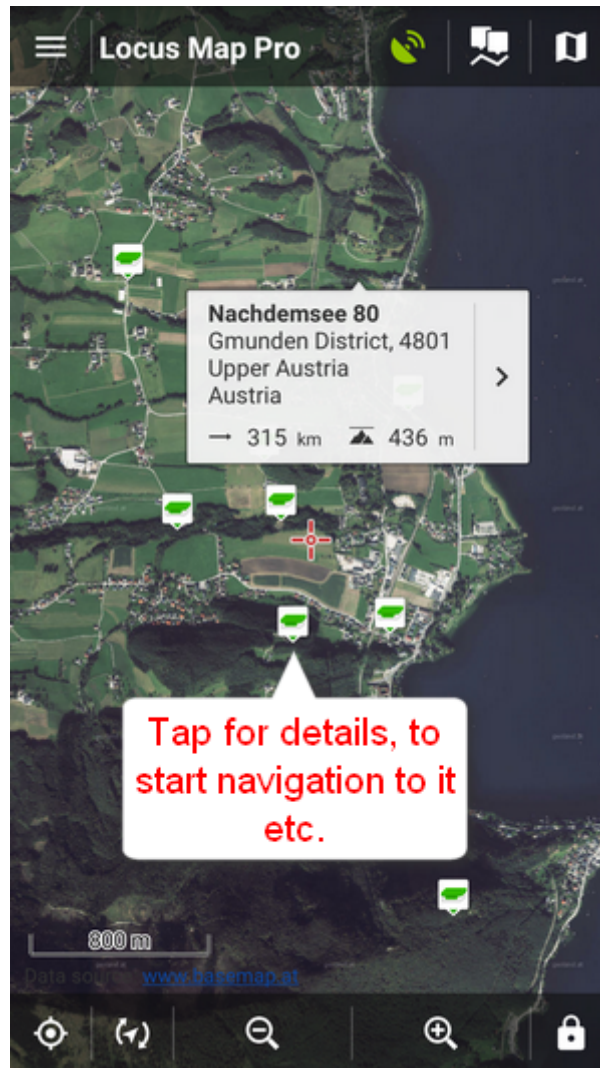 Locus Map Pro
Nachdemsee 80
Gmunden District, 4801
Upper Austria
Austria
315 km 436 m
Tap for details, to
start navigation to it
etc.
800 m
Data source www.basemap.at